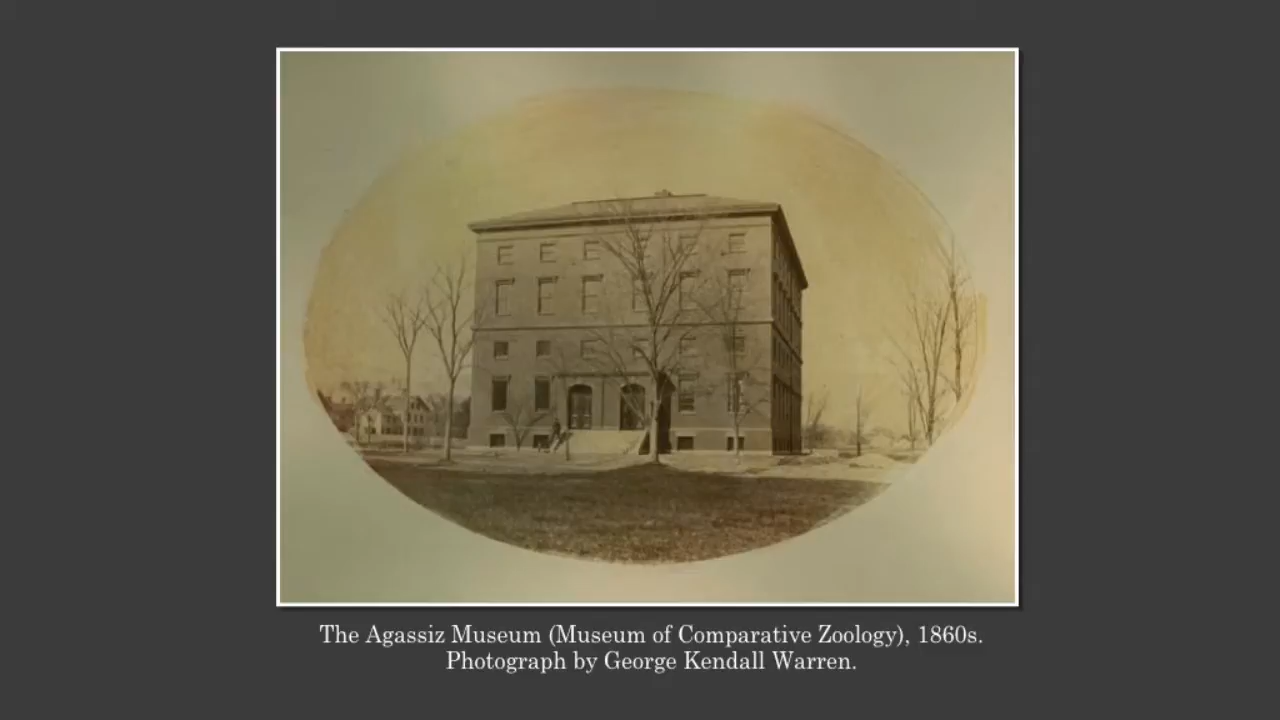 The Agassiz Museum (Museum of Comparative Zoology), 1860s.
Photograph by George Kendall Warren.